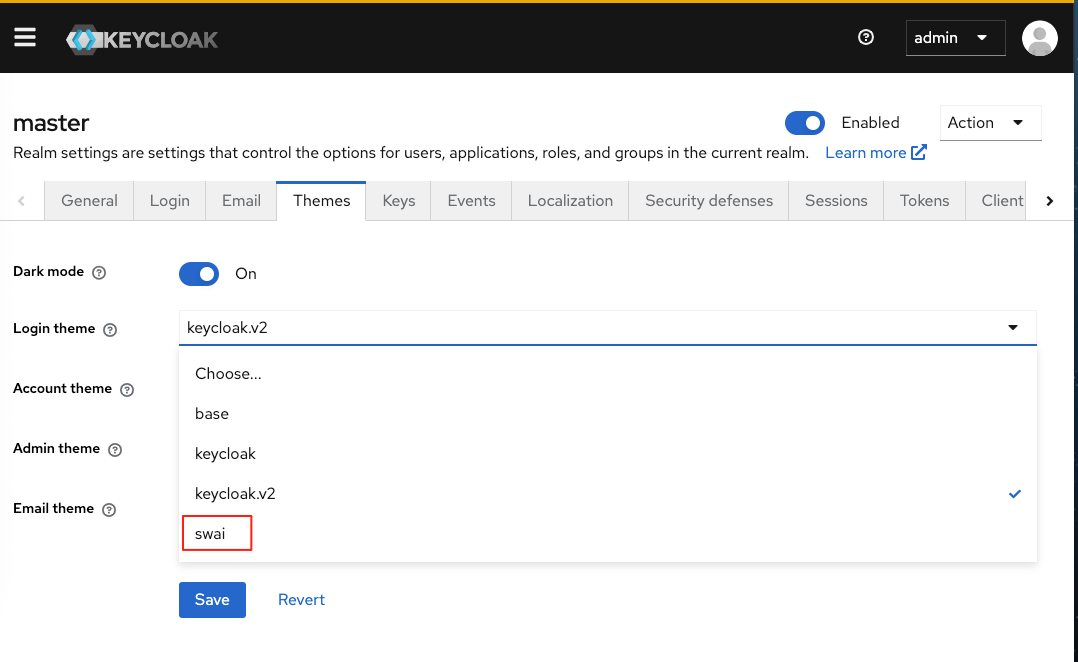 KEYCLOAK
admin
master
Enabled
Action
Realm settings are settings that control the options for users, applications, roles, and groups in the current realm. Learn more
General Login Email Themes Keys Events Localization Security defenses Sessions Tokens Client
Dark mode On
Login theme keycloak.v2
Choose...
Account theme
base
Admin theme keycloak
keycloak.v2
Email theme
swai
Save Revert